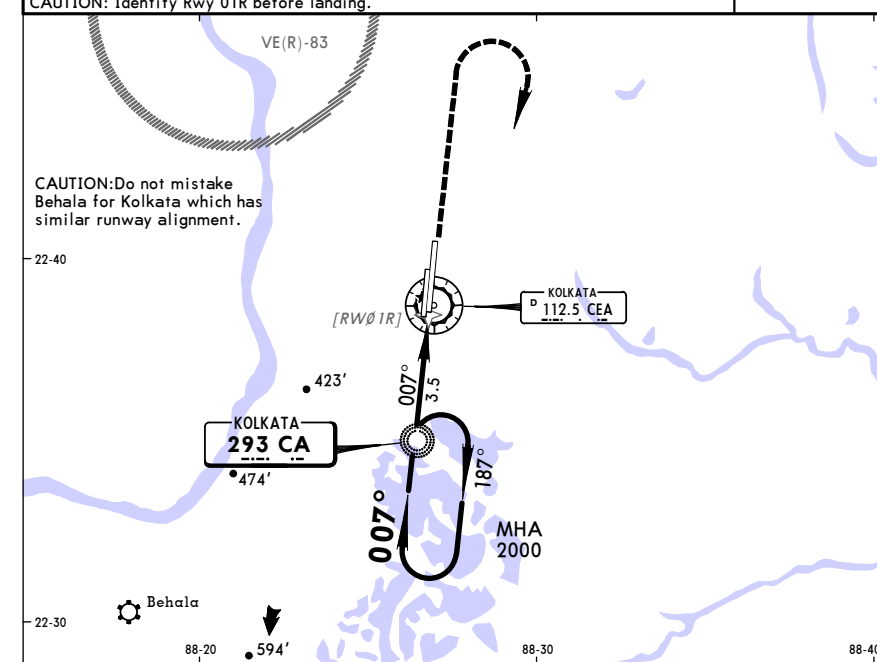 CAUTION: Identify Rwy 01R before landing.
VE(R)-83
CAUTION:Do not mistake
Behala for Kolkata which has
similar runway alignment.
22-40
KOLKATA
D 112.5 CEA
[RWØ1R]
007°
3.5
423'
KOLKATA
293 CA
474'
187°
007°
MHA
2000
Behala
22-30
594'
88-20
88-30
88-40